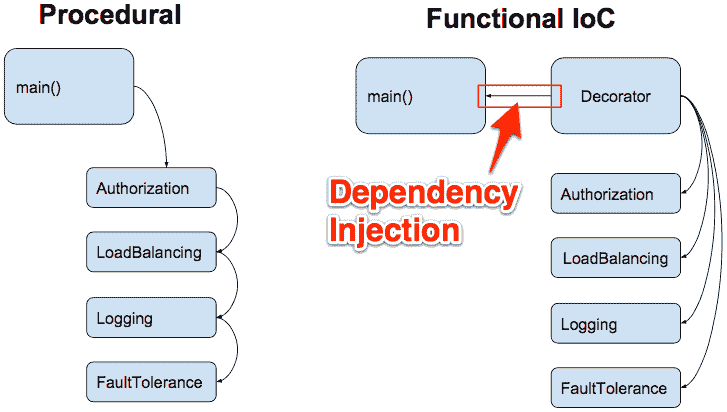 Procedural
main()
Authorization
LoadBalancing
Logging
FaultTolerance
Functional IoC
main()
Decorator
Dependency
Injection
Authorization
LoadBalancing
Logging
FaultTolerance